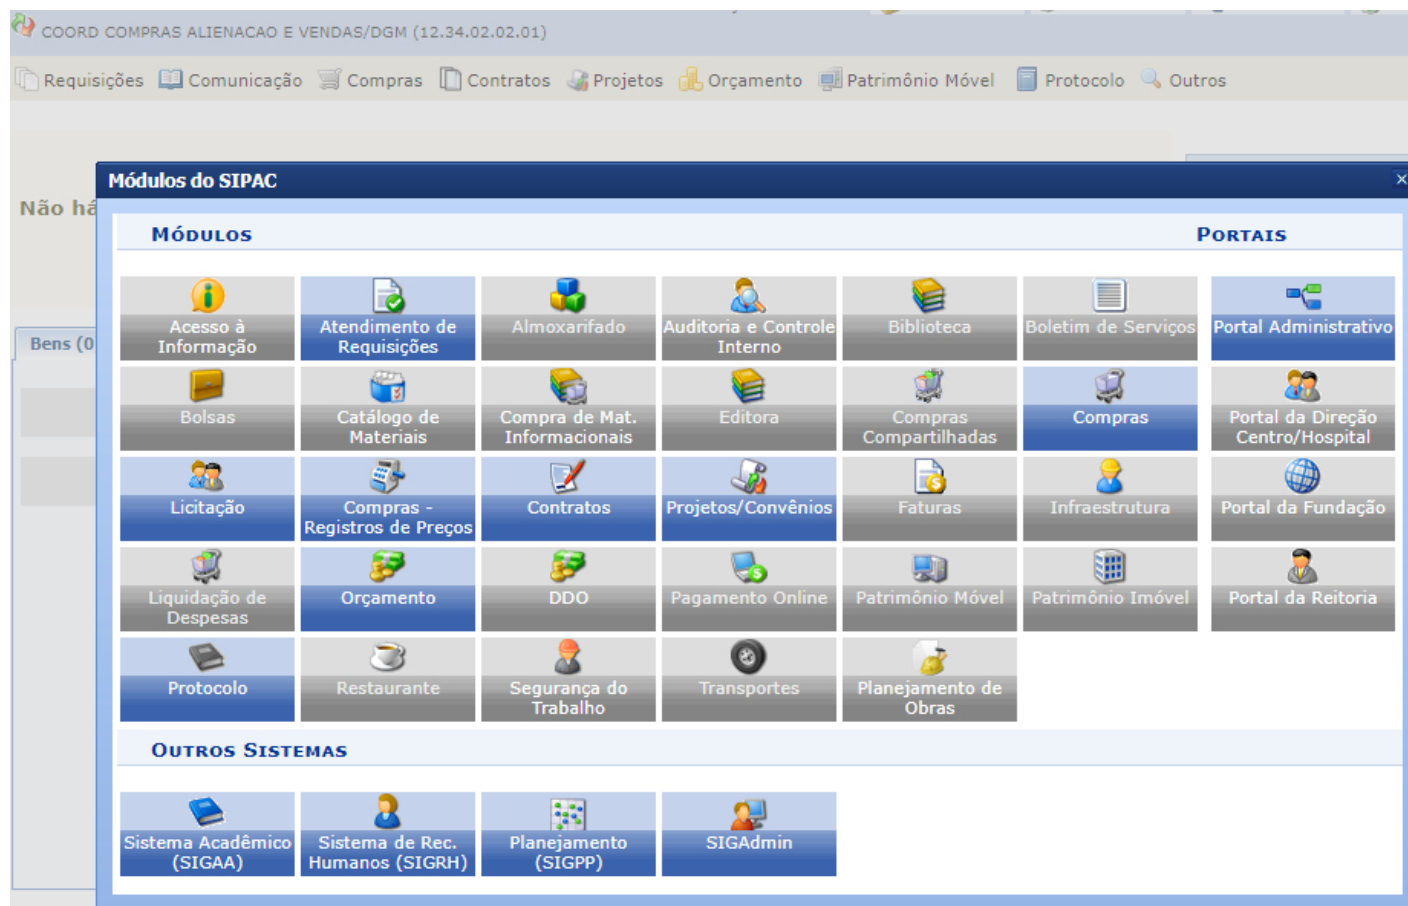 COORD COMPRAS ALIENACAO E VENDAS/DGM (12.34.02.02.01)
Requisições Comunicação Compras Contratos Projetos Orçamento Patrimônio Móvel Protocolo Outros
Módulos do SIPAC
Não há
MÓDULOS
PORTAIS
Acesso à
Informação
Atendimento de
Requisições
Almoxarifado
Auditoria e Controle
Interno
Biblioteca
Boletim de Serviços
Portal Administrativo
Bens (0
Bolsas
Catálogo de
Materiais
Compra de Mat.
Informacionais
Editora
Compras
Compartilhadas
Compras
Portal da Direção
Centro/Hospital
Licitação
Compras -
Registros de Preços
Contratos
Projetos/Convênios
Faturas
Infraestrutura
Portal da Fundação
Liquidação de
Despesas
Orçamento
DDO
Pagamento Online
Patrimônio Móvel
Patrimônio Imóvel
Portal da Reitoria
Protocolo
Restaurante
Segurança do
Trabalho
Transportes
Planejamento de
Obras
OUTROS SISTEMAS
Sistema Acadêmico
(SIGAA)
Sistema de Rec.
Humanos (SIGRH)
Planejamento
(SIGPP)
SIGAdmin